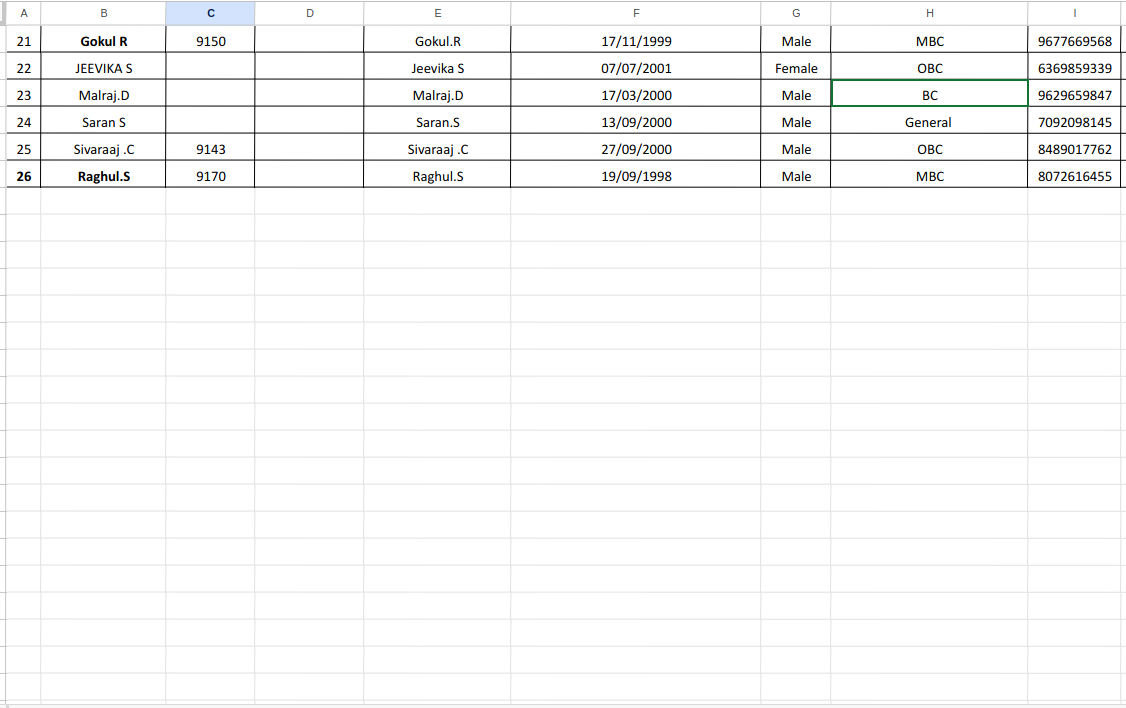 A B C D E F G H I
21 Gokul R 9150 Gokul.R 17/11/1999 Male MBC 9677669568
22 JEEVIKA S Jeevika S 07/07/2001 Female OBC 6369859339
23 Malraj.D Malraj.D 17/03/2000 Male BC 9629659847
24 Saran S Saran.S 13/09/2000 Male General 7092098145
25 Sivaraaj .C 9143 Sivaraaj .C 27/09/2000 Male OBC 8489017762
26 Raghul.S 9170 Raghul.S 19/09/1998 Male MBC 8072616455